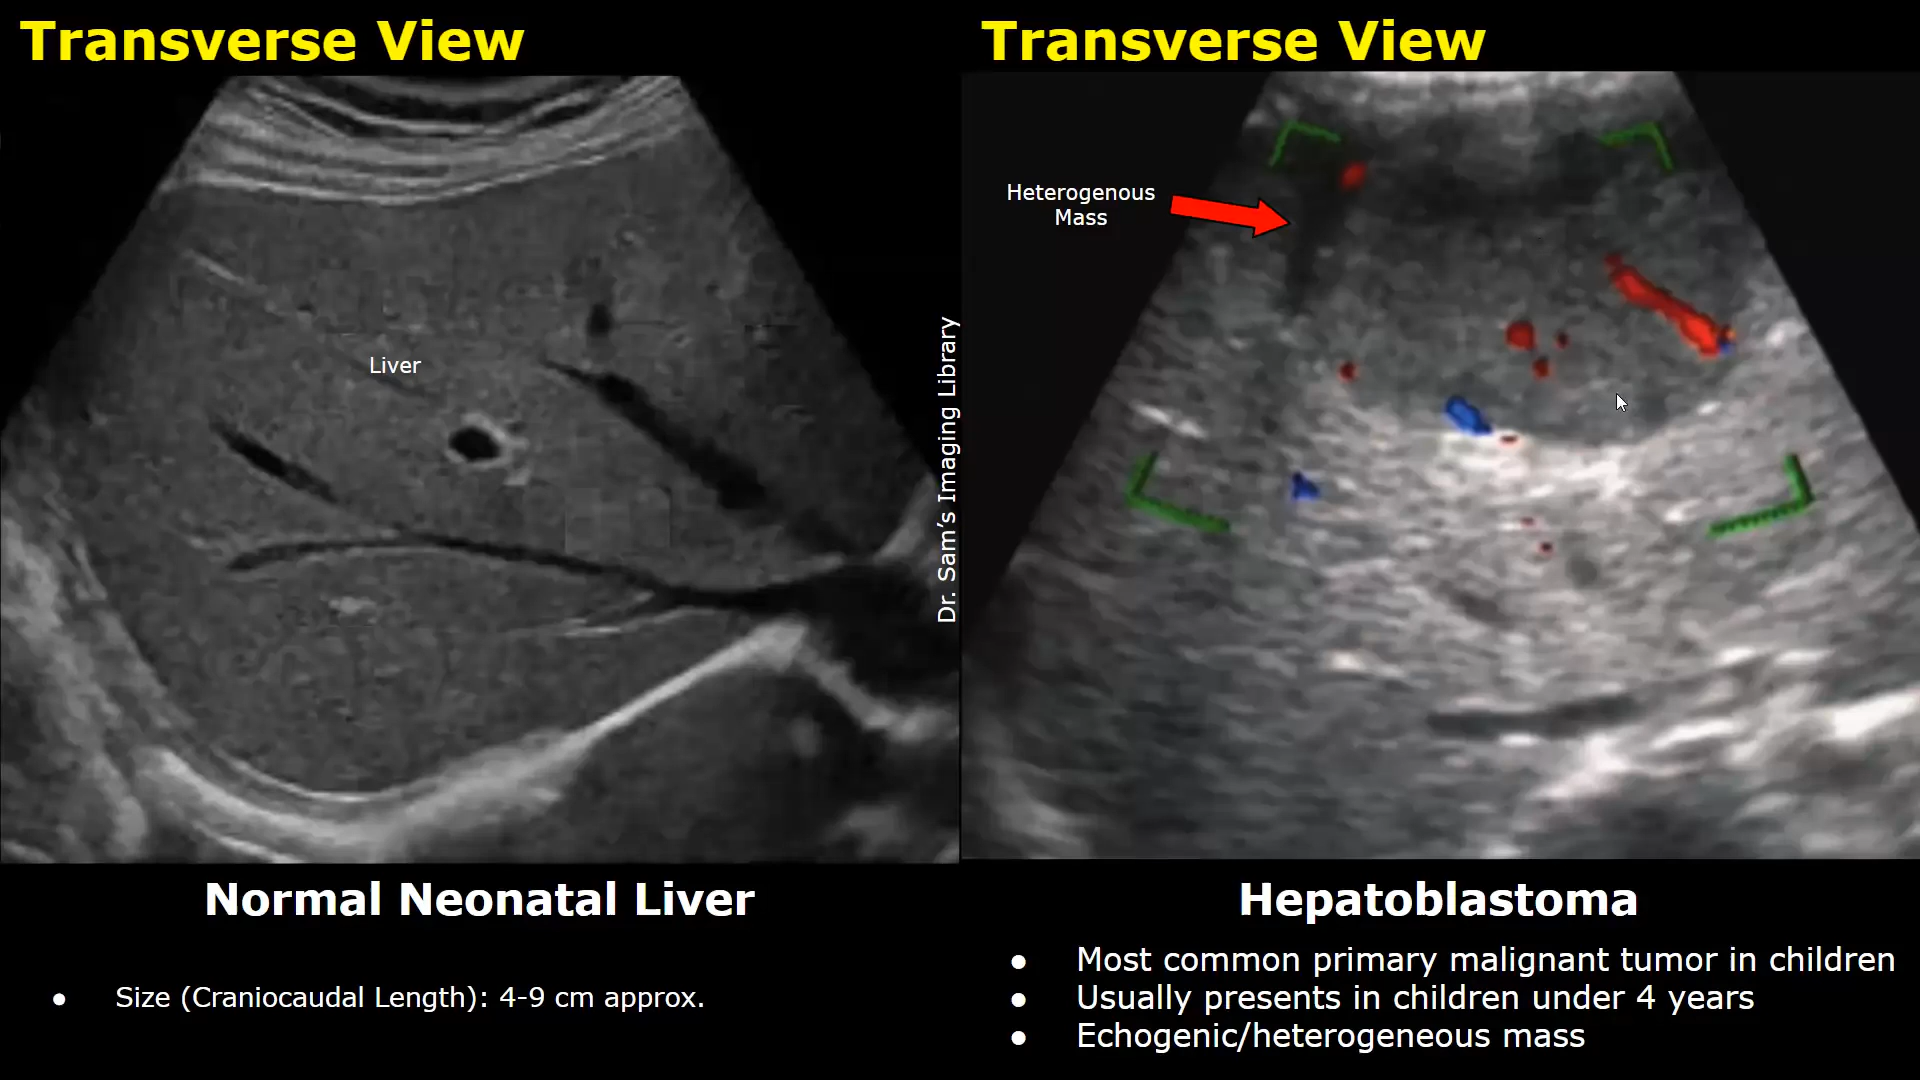 Transverse View
Liver
Normal Neonatal Liver
● Size (Craniocaudal Length): 4-9 cm approx.
Dr. Sam's Imaging Library
Transverse View
Heterogenous
Mass
Hepatoblastoma
● Most common primary malignant tumor in children
● Usually presents in children under 4 years
● Echogenic/heterogeneous mass